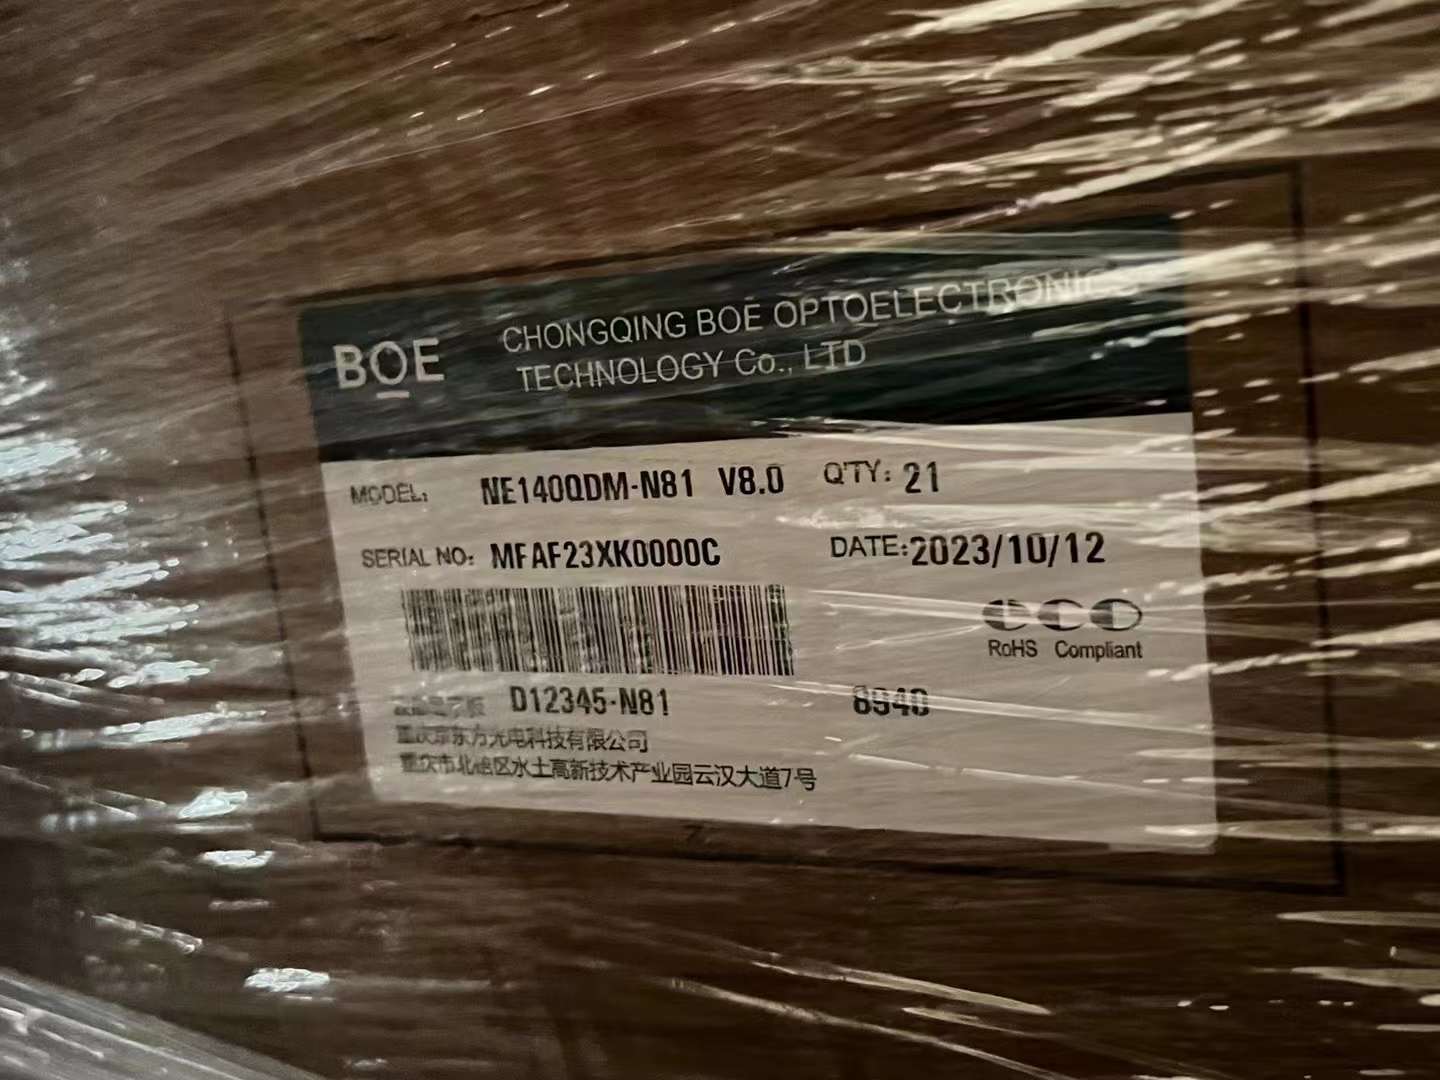 BOE
CHONGQING BOE OPTOELECTRONICS
TECHNOLOGY Co., LTD
MODEL: NE140QDM-N81 V8.0 Q'TY: 21
SERIAL NO: MFAF23XK0000C DATE:2023/10/12
RoHS Compliant
D12345-N81 8940
重庆京东方光电科技有限公司
重庆市北碚区水土高新技术产业园云汉大道7号